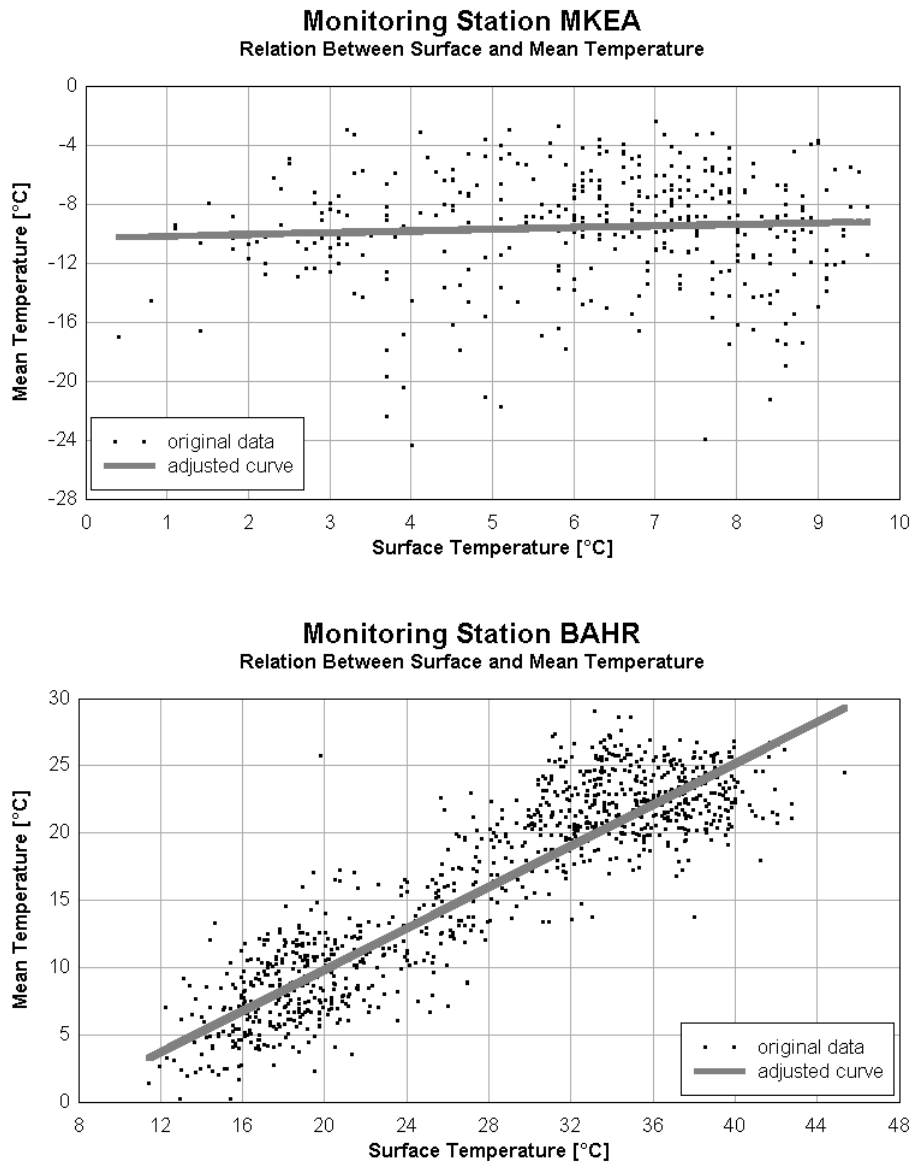 Monitoring Station MKEA
Relation Between Surface and Mean Temperature
Mean Temperature [°C]
-0
-4
-8
-12
-16
-20
-24
-28
original data
adjusted curve
0 1 2 3 4 5 6 7 8 9 10
Surface Temperature [°C]
Monitoring Station BAHR
Relation Between Surface and Mean Temperature
Mean Temperature [°C]
30
25
20
15
10
5
0
original data
adjusted curve
8 12 16 20 24 28 32 36 40 44 48
Surface Temperature [°C]